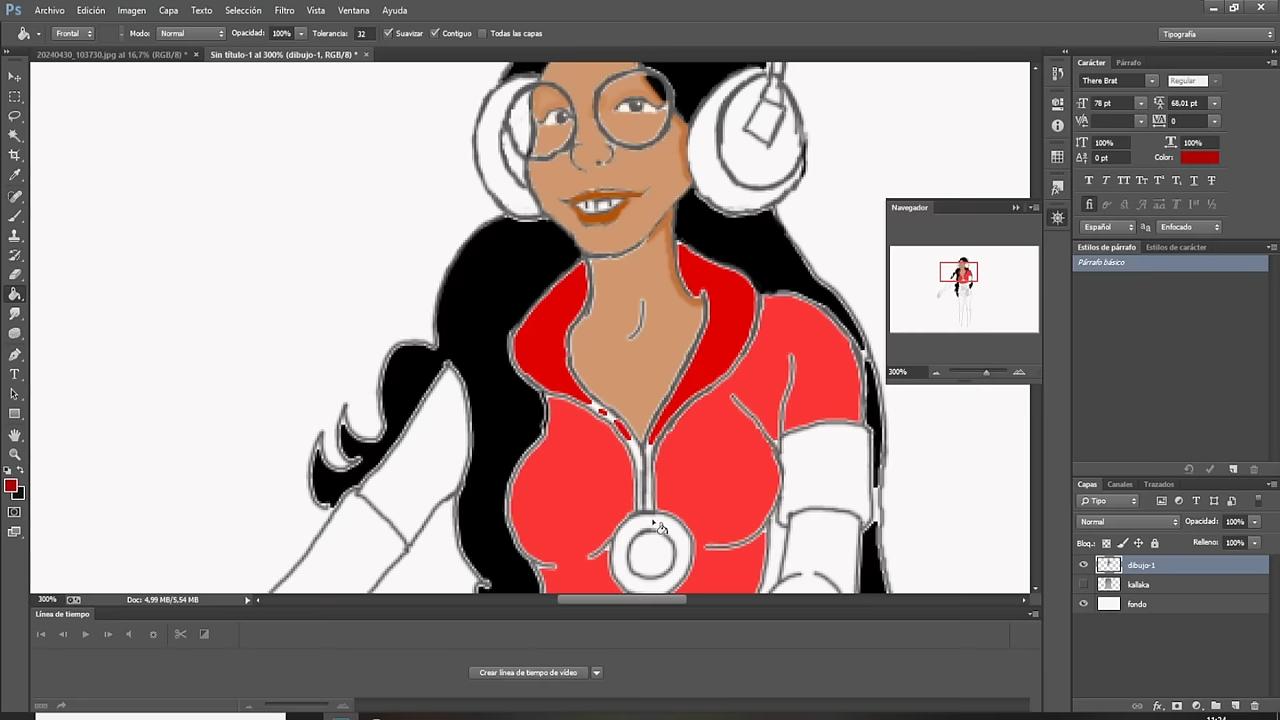 Ps Archivo Edición Imagen Capa Texto Selección Filtro Vista Ventana Ayuda
Frontal Modo: Normal Opacidad: 100% Tolerancia: 32 Suavizar Contiguo Todas las capas Tipografía
20240430_103730.jpg al 16,7% (RGB/8) * × Sin título-1 al 300% (dibujo-1, RGB/8) * ×
Carácter Párrafo
There Brat Regular
78 pt 68,01 pt
0
100% 100%
0 pt Color:
Español aa Enfocado
Estilos de párrafo Estilos de carácter
Párrafo básico
Navegador
300%
Capas Canales Trazados
Tipo
Normal Opacidad: 100%
Bloq.: Relleno: 100%
dibujo-1
kallaka
fondo
300% Doc: 4,99 MB/5,54 MB
Línea de tiempo
Crear línea de tiempo de vídeo